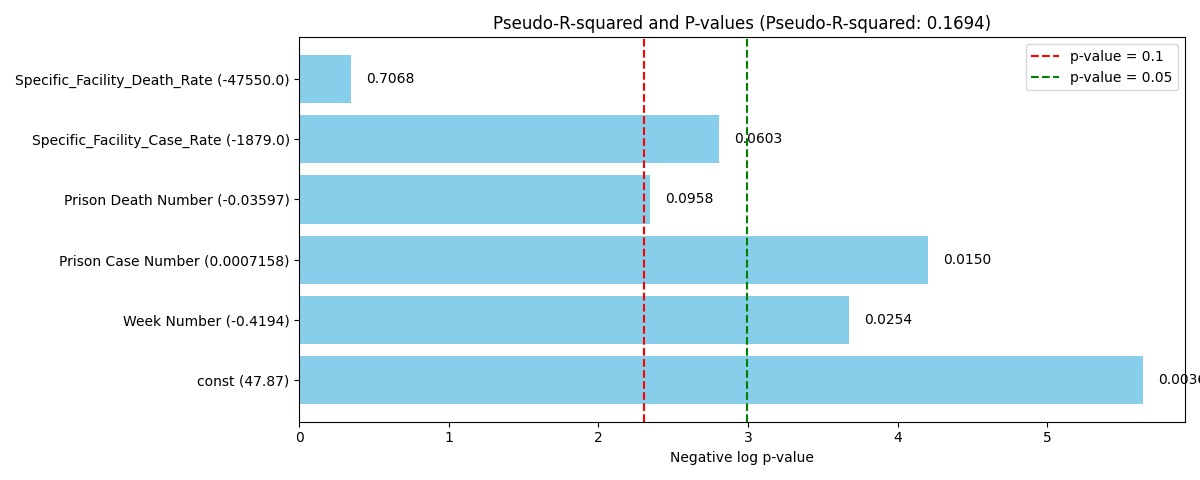 Pseudo-R-squared and P-values (Pseudo-R-squared: 0.1694)
p-value = 0.1
p-value = 0.05
Specific_Facility_Death_Rate (-47550.0)
0.7068
Specific_Facility_Case_Rate (-1879.0)
0.0603
Prison Death Number (-0.03597)
0.0958
Prison Case Number (0.0007158)
0.0150
Week Number (-0.4194)
0.0254
const (47.87)
0 1 2 3 4 5
Negative log p-value